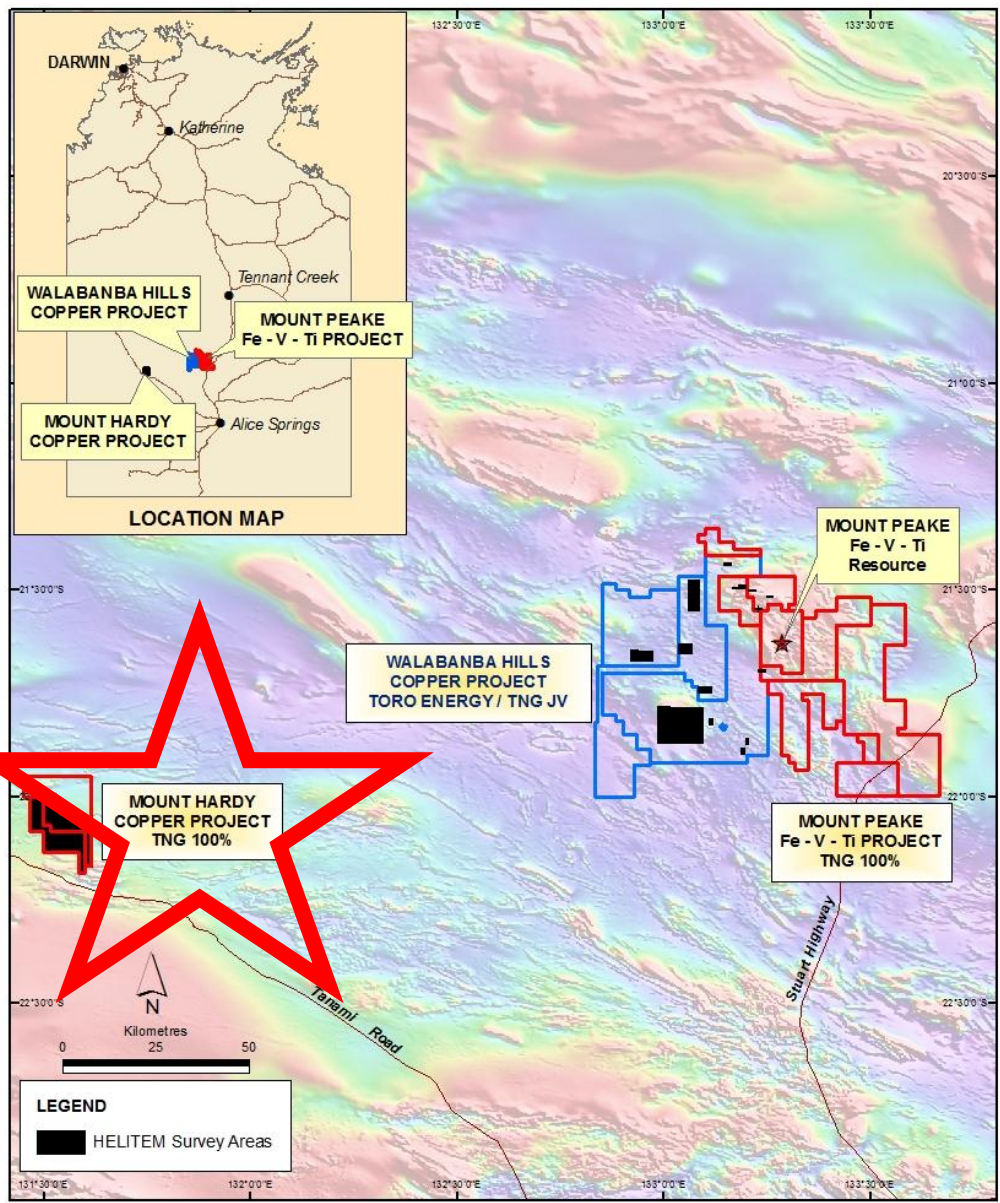 132°30'0"E
133°0'0"E
133°30'0"E
DARWIN
Katherine
Tennant Creek
WALABANBA HILLS
COPPER PROJECT
MOUNT PEAKE
Fe - V - Ti PROJECT
MOUNT HARDY
COPPER PROJECT
Alice Springs
LOCATION MAP
20°30'0"S
21°0'0"S
MOUNT PEAKE
Fe - V - Ti
Resource
21°30'0"S
21°30'0"S
WALABANBA HILLS
COPPER PROJECT
TORO ENERGY / TNG JV
MOUNT HARDY
COPPER PROJECT
TNG 100%
22°0'0"S
22°0'0"S
MOUNT PEAKE
Fe - V - Ti PROJECT
TNG 100%
Stuart Highway
22°30'0"S
22°30'0"S
Tanami Road
N
Kilometres
0 25 50
LEGEND
HELITEM Survey Areas
131°30'0"E
132°0'0"E
132°30'0"E
133°0'0"E
133°30'0"E